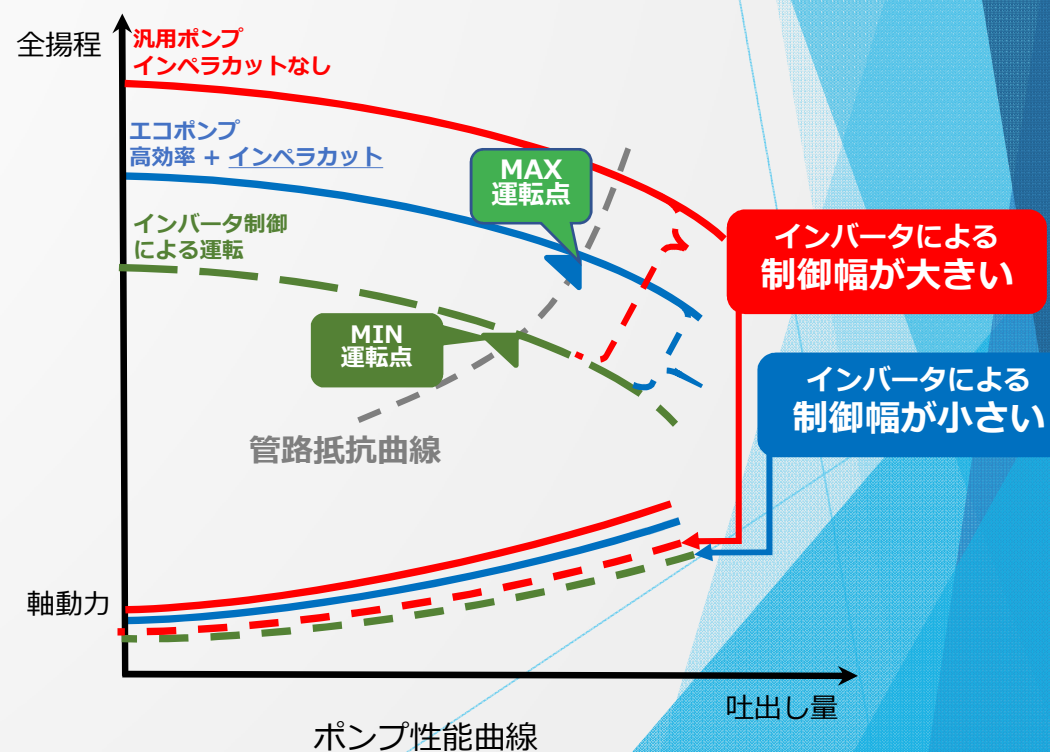 全揚程
汎用ポンプ
インペラカットなし
エコポンプ
高効率 + インペラカット
MAX
運転点
インバータ制御
による運転
インバータによる
制御幅が大きい
MIN
運転点
インバータによる
制御幅が小さい
管路抵抗曲線
軸動力
吐出し量
ポンプ性能曲線